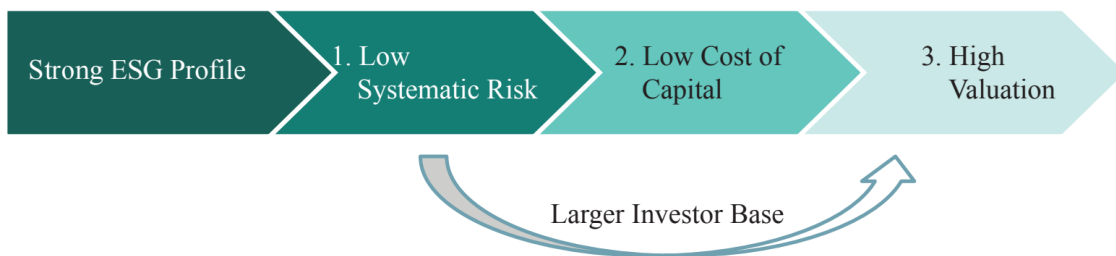 Strong ESG Profile
1. Low
Systematic Risk
2. Low Cost of
Capital
3. High
Valuation
Larger Investor Base